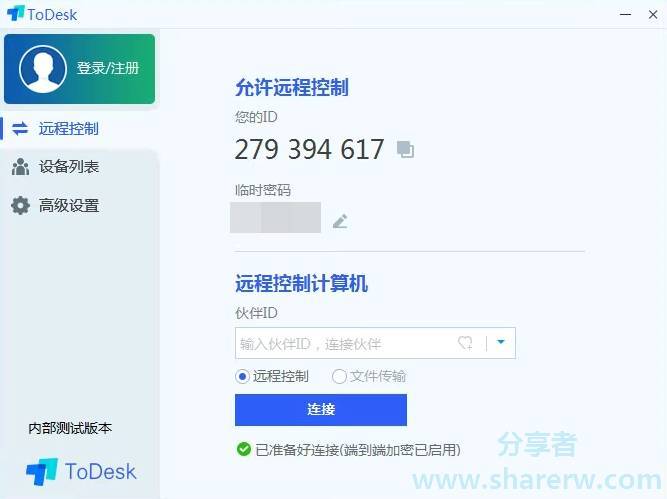 ToDesk
登录/注册
远程控制
设备列表
高级设置
内部测试版本
ToDesk
允许远程控制
您的ID
279 394 617
临时密码
远程控制计算机
伙伴ID
输入伙伴ID，连接伙伴
远程控制 文件传输
连接
已准备好连接(端到端加密已启用)
分享者
www.sharerw.com